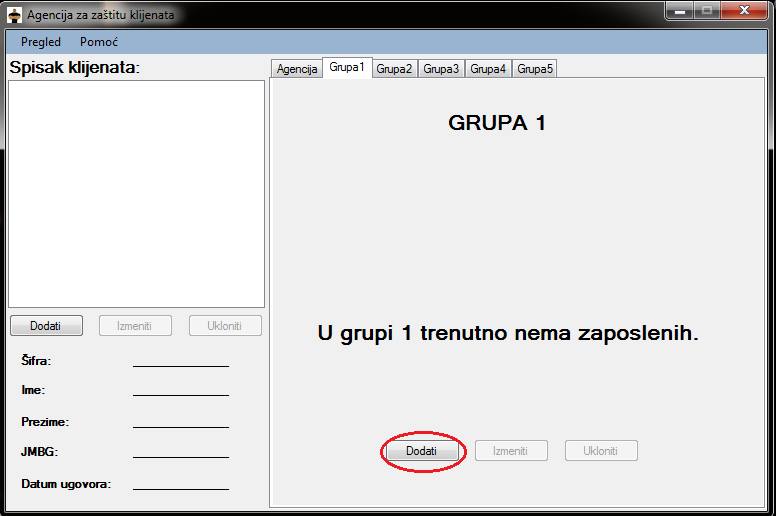 Agencija za zaštitu klijenata
Pregled Pomoć
Spisak klijenata:
Dodati Izmeniti Ukloniti
Šifra:
Ime:
Prezime:
JMBG:
Datum ugovora:
Agencija Grupa1 Grupa2 Grupa3 Grupa4 Grupa5
GRUPA 1
U grupi 1 trenutno nema zaposlenih.
Dodati Izmeniti Ukloniti